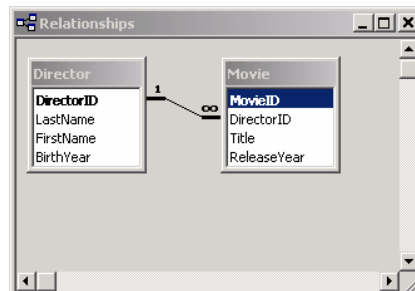 Relationships
Director
DirectorID
LastName
FirstName
BirthYear
1
∞
Movie
MovieID
DirectorID
Title
ReleaseYear